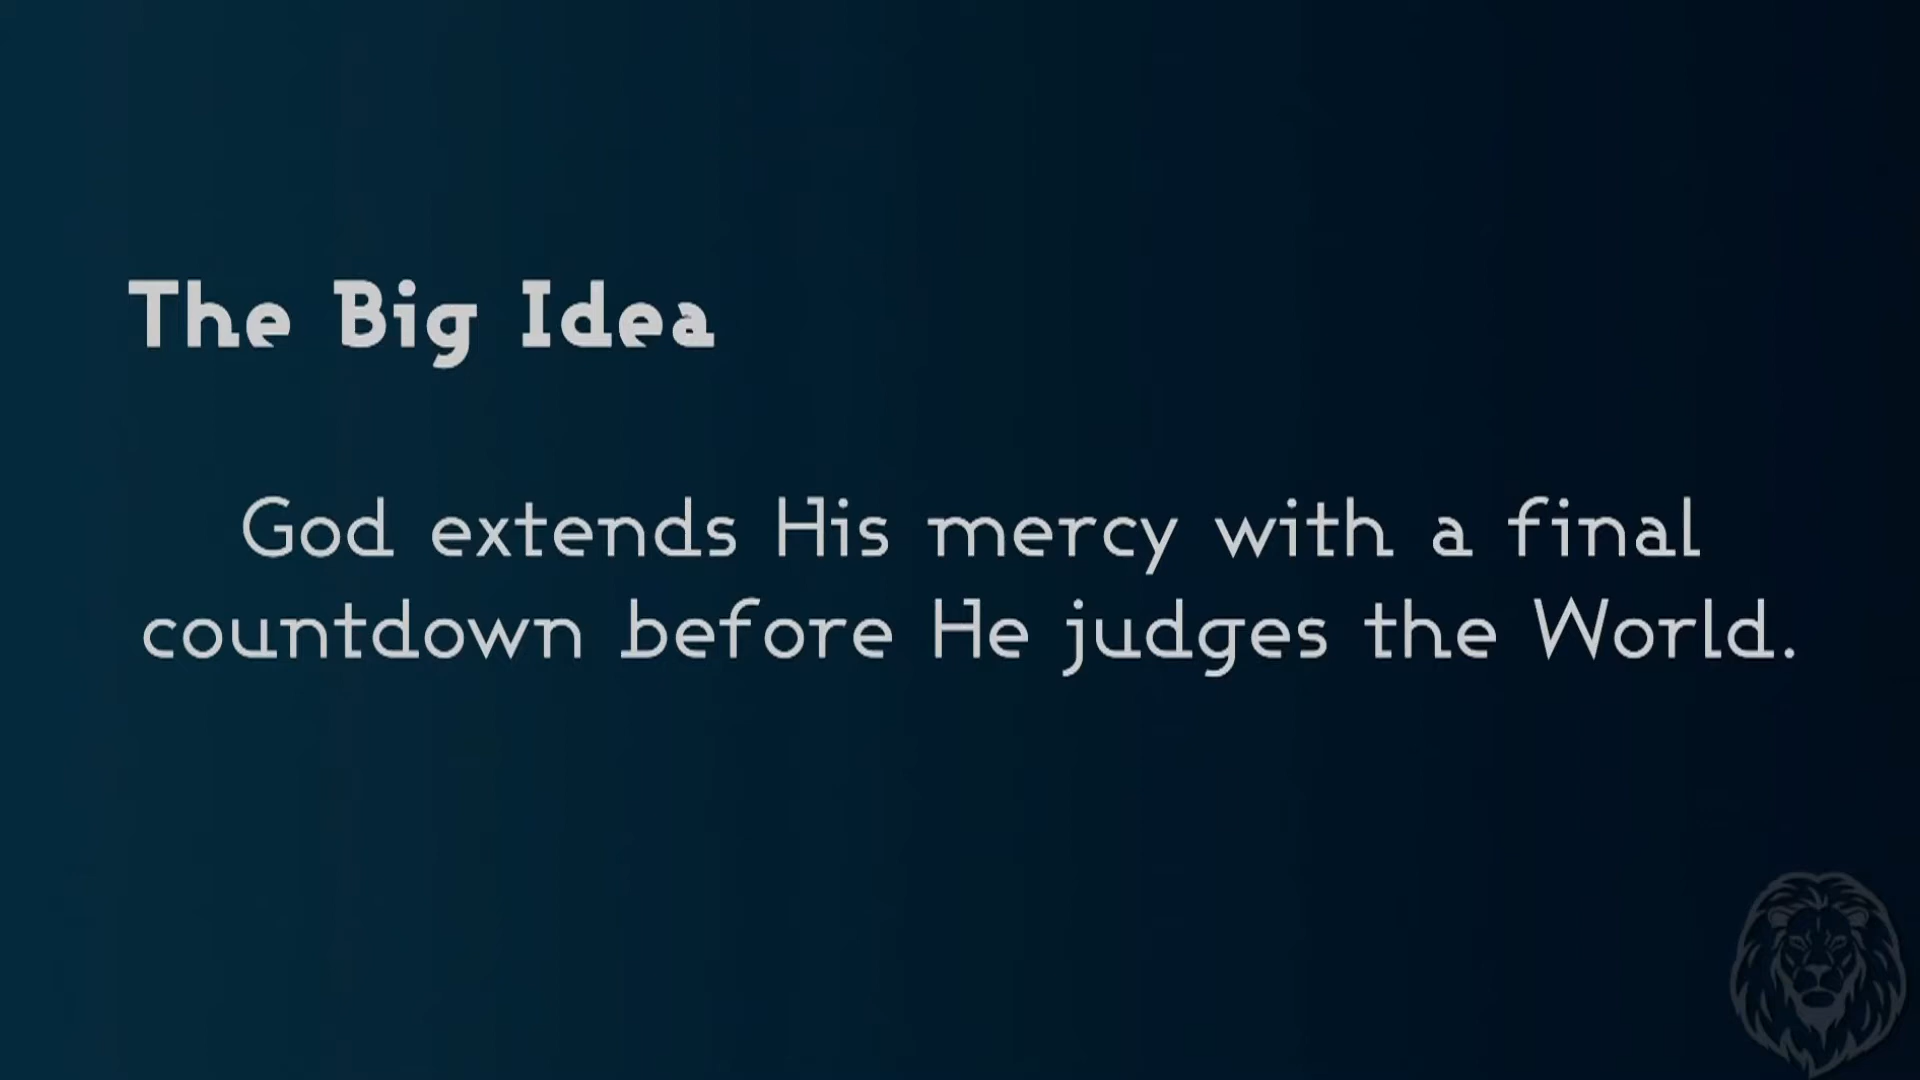 The Big Idea
God extends His mercy with a final
countdown before He judges the World.